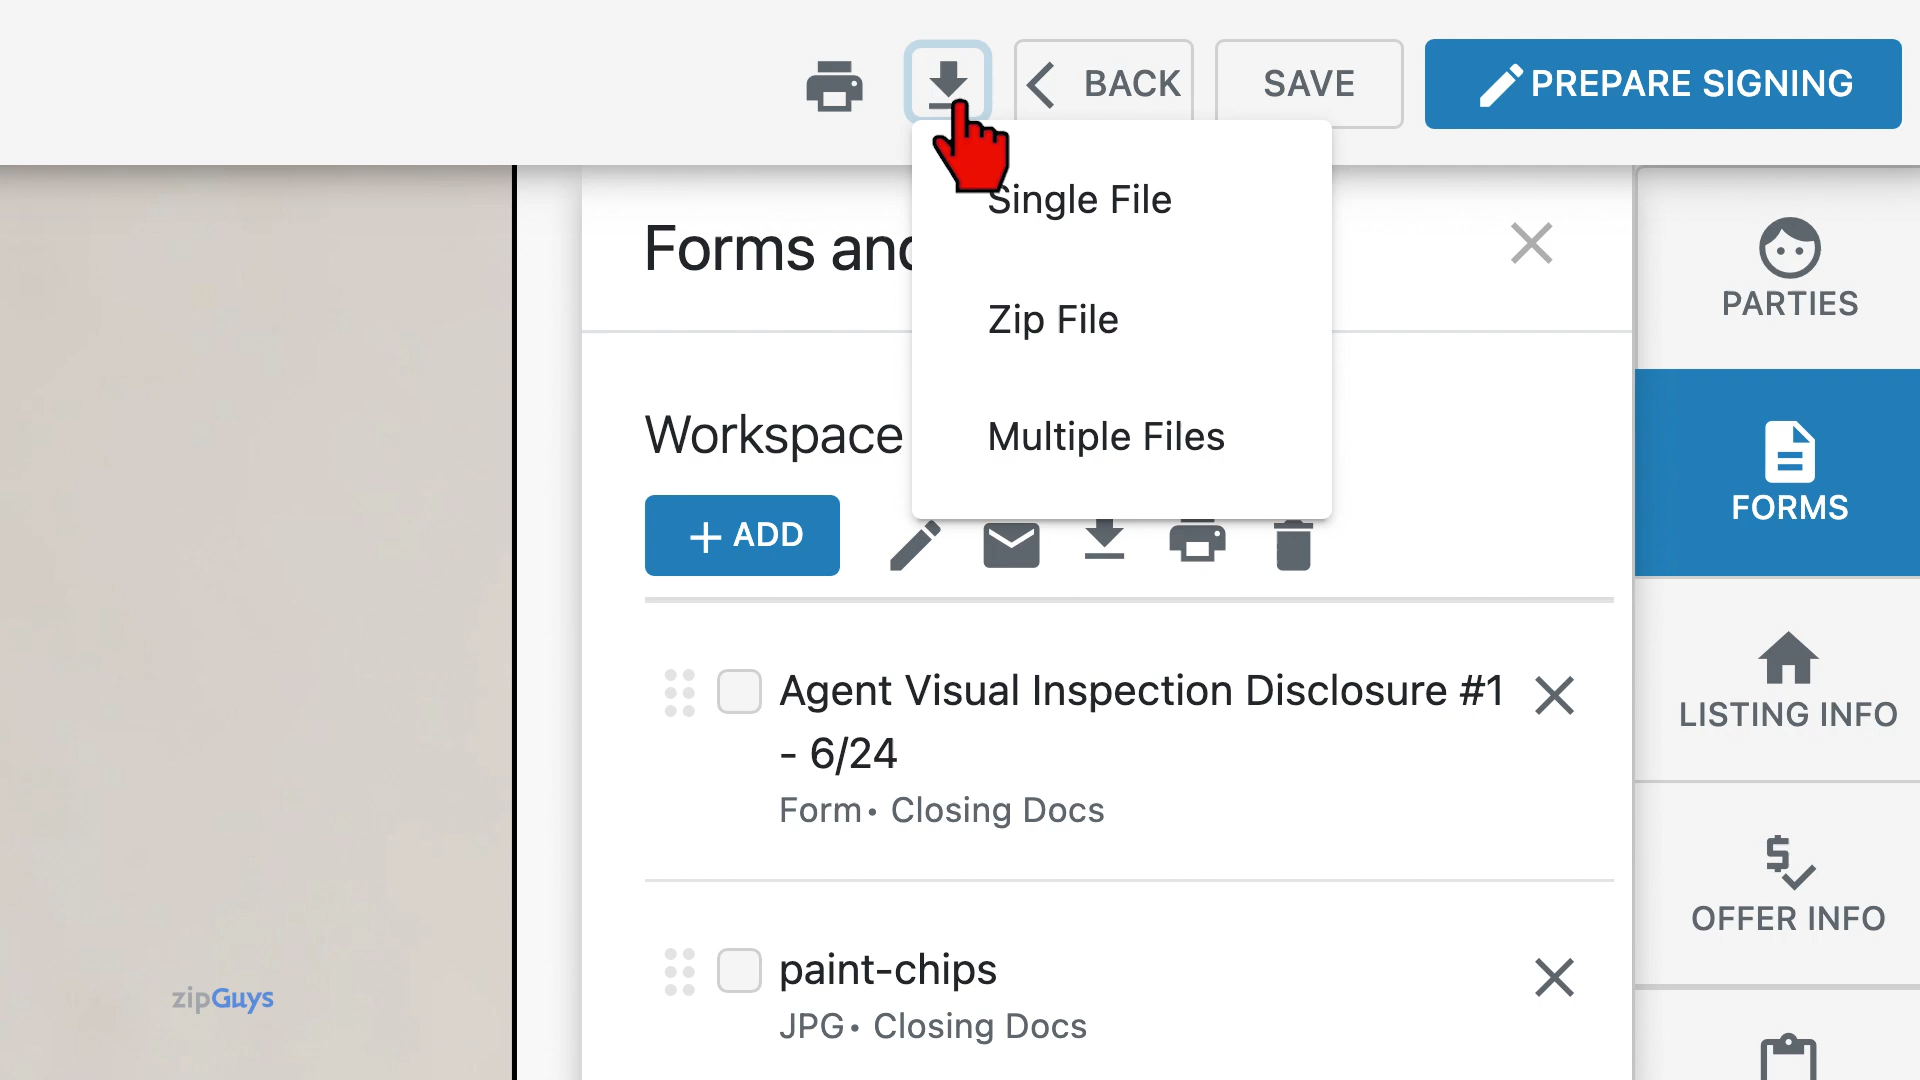 BACK
SAVE
PREPARE SIGNING
Single File
Zip File
Multiple Files
Forms and
Workspace
+ ADD
Agent Visual Inspection Disclosure #1
- 6/24
Form • Closing Docs
paint-chips
JPG • Closing Docs
PARTIES
FORMS
LISTING INFO
OFFER INFO
zipGuys